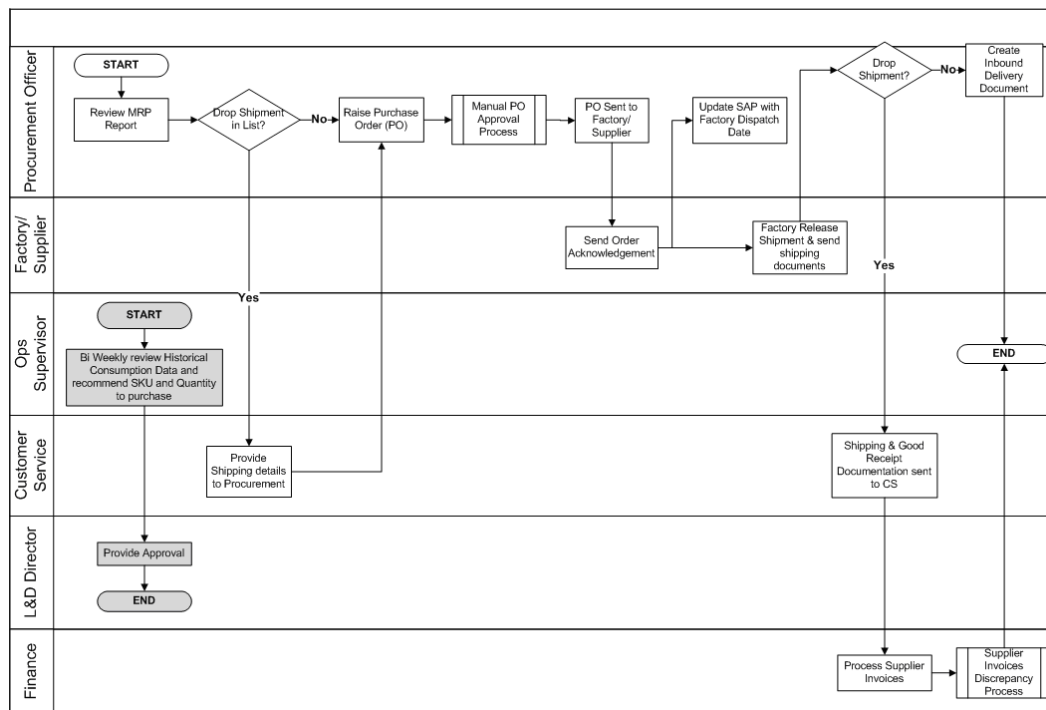 Procurement Officer
START
Review MRP
Report
Drop Shipment
in List?
No
Raise Purchase
Order (PO)
Manual PO
Approval
Process
PO Sent to
Factory/
Supplier
Update SAP with
Factory Dispatch
Date
Drop
Shipment?
No
Create
Inbound
Delivery
Document
Factory/
Supplier
Send Order
Acknowledgement
Factory Release
Shipment & send
shipping
documents
Yes
Yes
Ops
Supervisor
START
Bi Weekly review Historical
Consumption Data and
recommend SKU and Quantity
to purchase
END
Customer
Service
Provide
Shipping details
to Procurement
Shipping & Good
Receipt
Documentation sent
to CS
L&D Director
Provide Approval
END
Finance
Process Supplier
Invoices
Supplier
Invoices
Discrepancy
Process